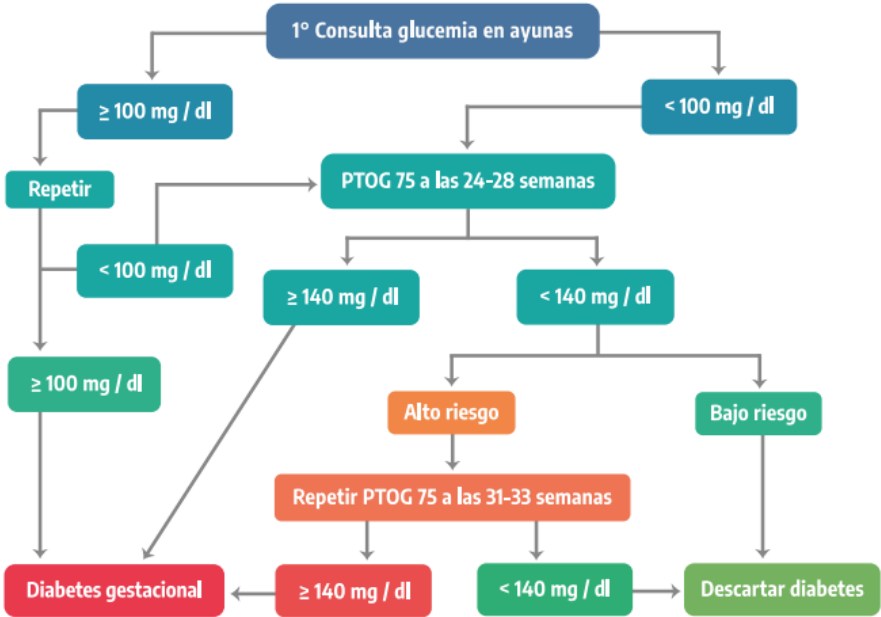 1° Consulta glucemia en ayunas
≥ 100 mg / dl
< 100 mg / dl
Repetir
PTOG 75 a las 24-28 semanas
< 100 mg / dl
≥ 140 mg / dl
< 140 mg / dl
≥ 100 mg / dl
Alto riesgo
Bajo riesgo
Repetir PTOG 75 a las 31-33 semanas
Diabetes gestacional
≥ 140 mg / dl
< 140 mg / dl
Descartar diabetes